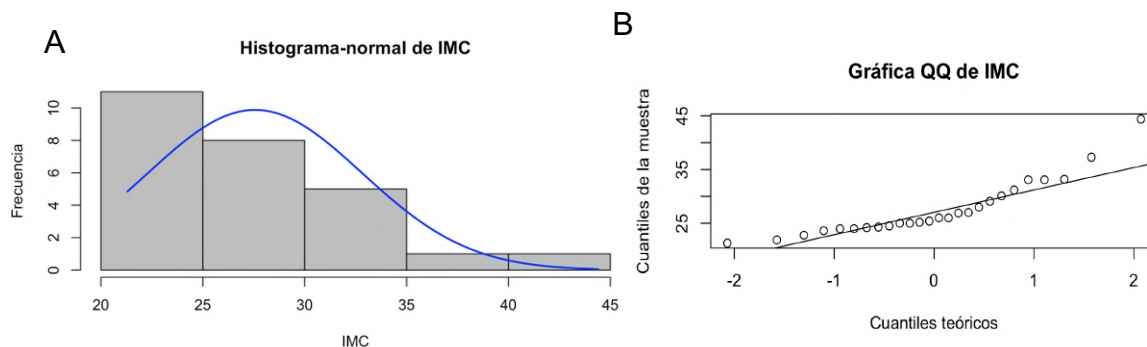 A
Histograma-normal de IMC
Frecuencia
0 2 4 6 8 10
20 25 30 35 40 45
IMC
B
Gráfica QQ de IMC
Cuantiles de la muestra
25 35 45
-2 -1 0 1 2
Cuantiles teóricos